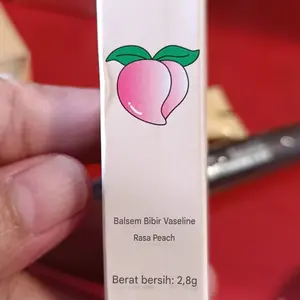 Balsem Bibir Vaseline
Rasa Peach
Berat bersih: 2,8g